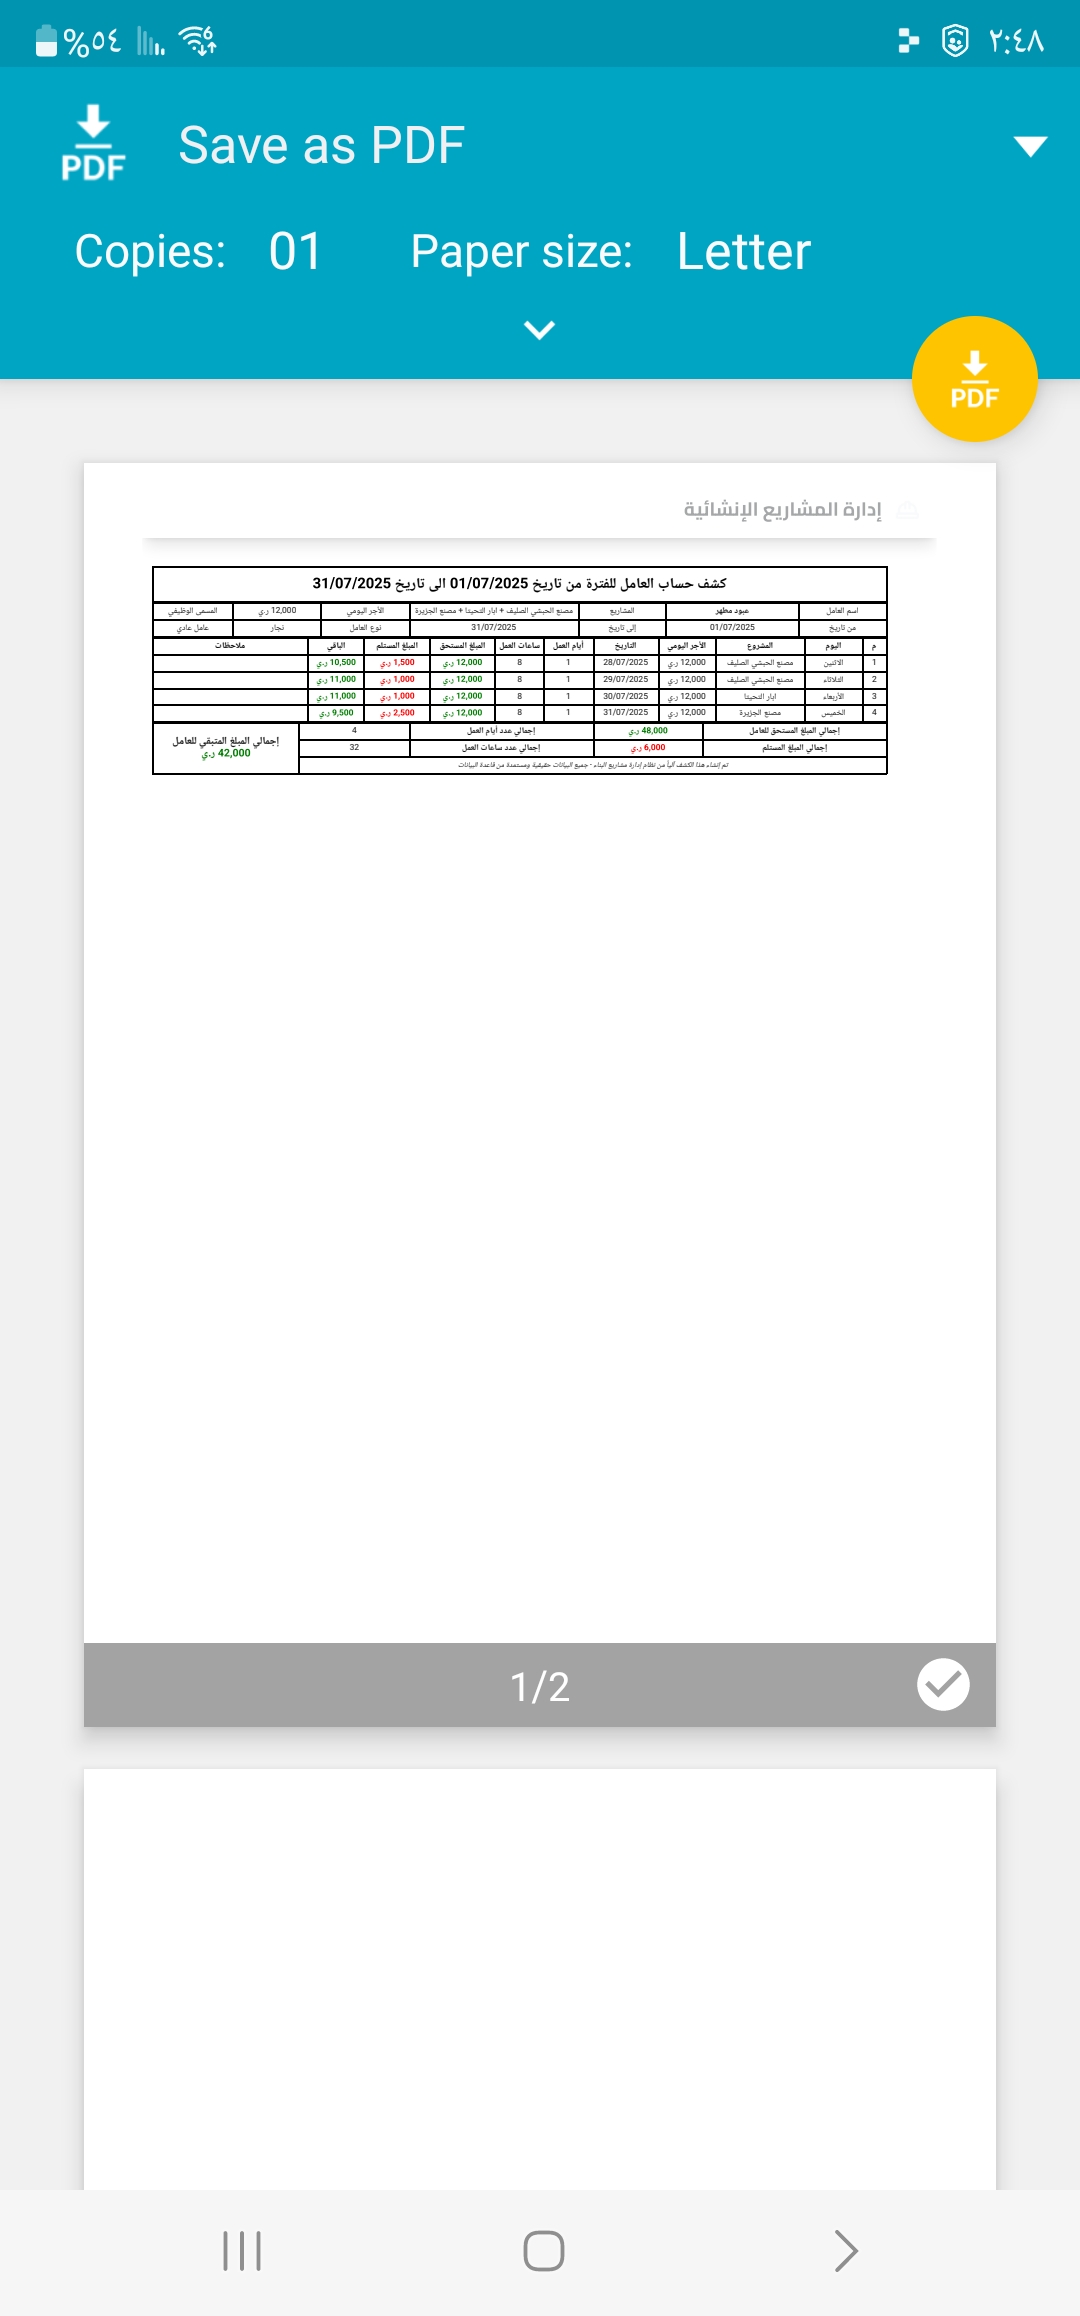 %٥٤ ٢:٤٨
PDF Save as PDF
Copies: 01 Paper size: Letter
PDF
إدارة المشاريع الإنشائية
كشف حساب العامل للفترة من تاريخ 01/07/2025 الى تاريخ 31/07/2025
اسم العامل عبود مطهر المشاريع مصنع الحبشي الصليف + ابار التحيتا + مصنع الجزيرة الأجر اليومي 12,000 ر.ي المسمى الوظيفي
من تاريخ 01/07/2025 إلى تاريخ 31/07/2025 نوع العامل نجار عامل عادي
م اليوم المشروع الأجر اليومي التاريخ أيام العمل ساعات العمل المبلغ المستحق المبلغ المستلم الباقي ملاحظات
1 الاثنين مصنع الحبشي الصليف 12,000 ر.ي 28/07/2025 1 8 12,000 ر.ي 1,500 ر.ي 10,500 ر.ي
2 الثلاثاء مصنع الحبشي الصليف 12,000 ر.ي 29/07/2025 1 8 12,000 ر.ي 1,000 ر.ي 11,000 ر.ي
3 الأربعاء ابار التحيتا 12,000 ر.ي 30/07/2025 1 8 12,000 ر.ي 1,000 ر.ي 11,000 ر.ي
4 الخميس مصنع الجزيرة 12,000 ر.ي 31/07/2025 1 8 12,000 ر.ي 2,500 ر.ي 9,500 ر.ي
إجمالي المبلغ المستحق للعامل 48,000 ر.ي إجمالي عدد أيام العمل 4
إجمالي المبلغ المستلم 6,000 ر.ي إجمالي عدد ساعات العمل 32
إجمالي المبلغ المتبقي للعامل
42,000 ر.ي
تم إنشاء هذا الكشف آلياً من نظام إدارة مشاريع البناء - جميع البيانات حقيقية ومستمدة من قاعدة البيانات
1/2